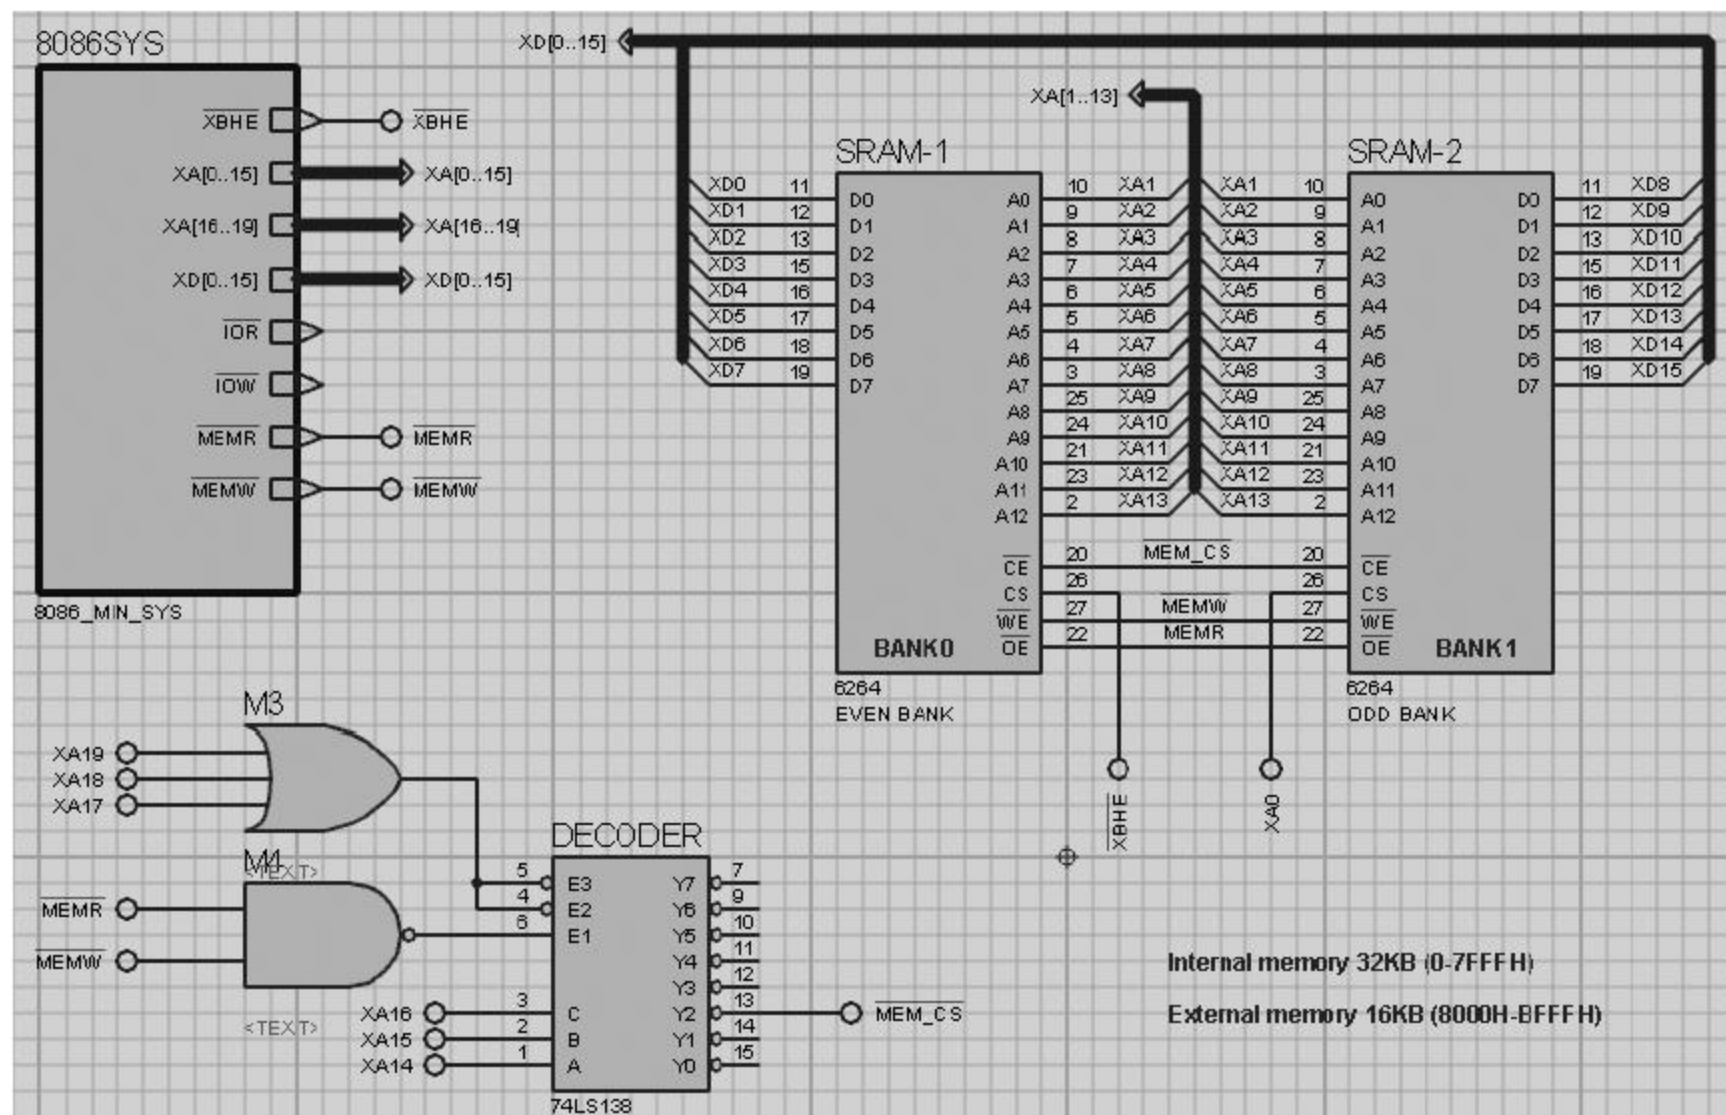 8086SYS
XBHE
XBHE
XA[0..15]
XA[0..15]
XA[16..19]
XA[16..19]
XD[0..15]
XD[0..15]
IOR
IOW
MEMR
MEMR
MEMW
MEMW
8086_MIN_SYS
XD[0..15]
XA[1..13]
SRAM-1
XD0 11 D0
XD1 12 D1
XD2 13 D2
XD3 15 D3
XD4 16 D4
XD5 17 D5
XD6 18 D6
XD7 19 D7
A0 10 XA1
A1 9 XA2
A2 8 XA3
A3 7 XA4
A4 6 XA5
A5 5 XA6
A6 4 XA7
A7 3 XA8
A8 25 XA9
A9 24 XA10
A10 21 XA11
A11 23 XA12
A12 2 XA13
CE 20
CS 26
WE 27
OE 22
BANK0
6264
EVEN BANK
MEM_CS
MEMW
MEMR
SRAM-2
XA1 10 A0
XA2 9 A1
XA3 8 A2
XA4 7 A3
XA5 6 A4
XA6 5 A5
XA7 4 A6
XA8 3 A7
XA9 25 A8
XA10 24 A9
XA11 21 A10
XA12 23 A11
XA13 2 A12
20 CE
26 CS
27 WE
22 OE
D0 11 XD8
D1 12 XD9
D2 13 XD10
D3 15 XD11
D4 16 XD12
D5 17 XD13
D6 18 XD14
D7 19 XD15
BANK1
6264
ODD BANK
XBHE
XA0
M3
XA19
XA18
XA17
<TEXT>
M4
MEMR
MEMW
<TEXT>
DECODER
5 E3
4 E2
6 E1
XA16 3 C
XA15 2 B
XA14 1 A
Y7 7
Y6 9
Y5 10
Y4 11
Y3 12
Y2 13
Y1 14
Y0 15
74LS138
MEM_CS
Internal memory 32KB (0-7FFFH)
External memory 16KB (8000H-BFFFH)